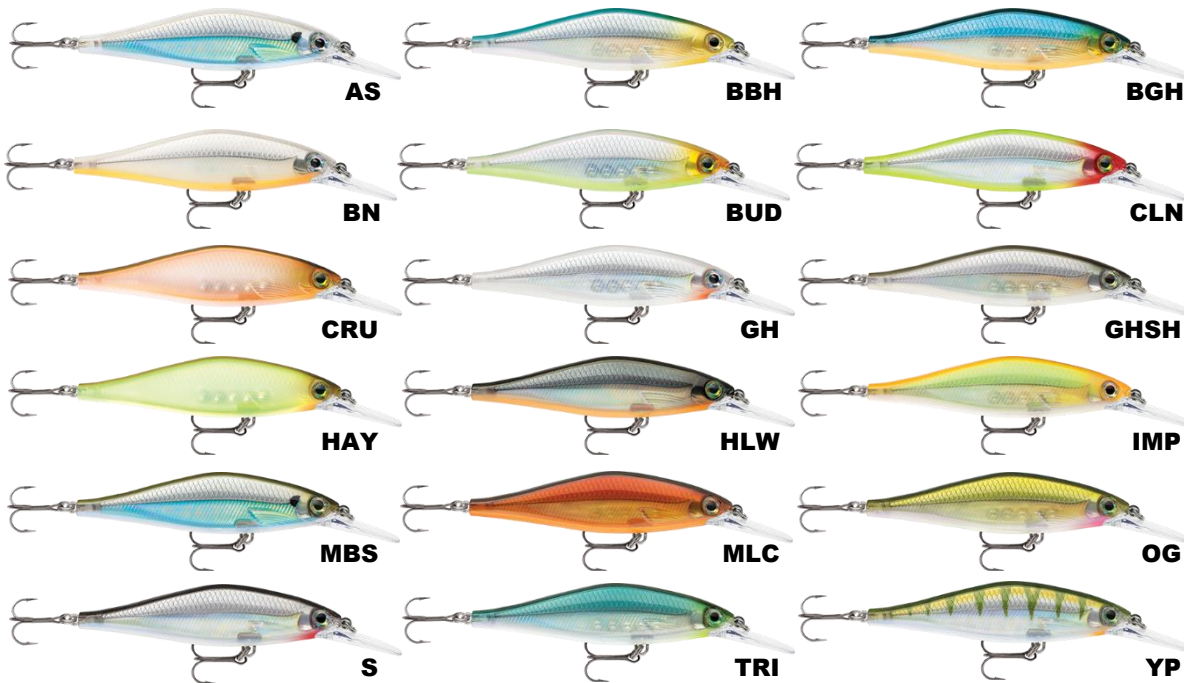 AS
BBH
BGH
BN
BUD
CLN
CRU
GH
GHSH
HAY
HLW
IMP
MBS
MLC
OG
S
TRI
YP